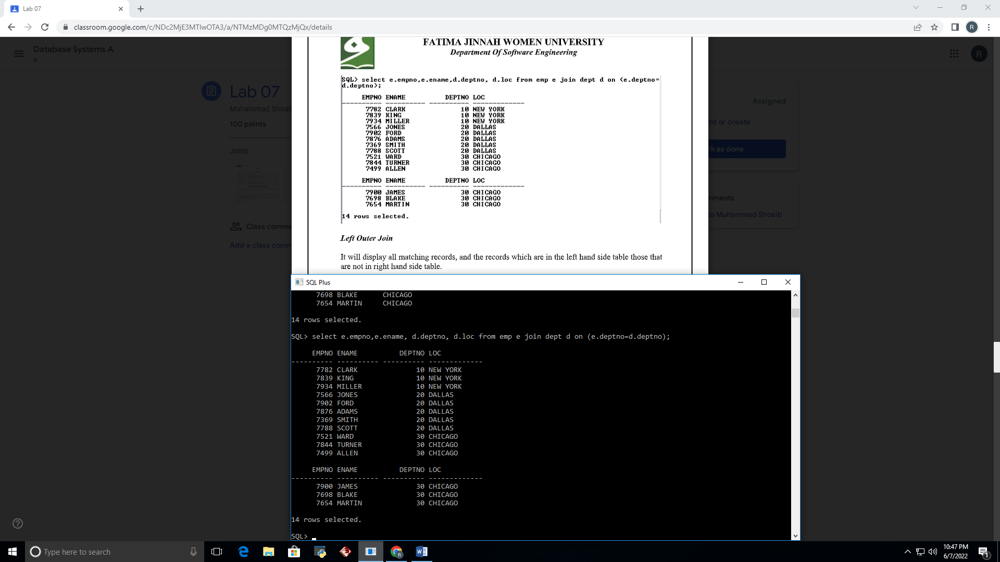 Lab 07
classroom.google.com/c/NDc2MjE3MTIwOTA3/a/NTMzMDg0MTQzMjQx/details
R
Database Systems A
A
R
FATIMA JINNAH WOMEN UNIVERSITY
Department Of Software Engineering
Lab 07
Muhammad Shoai
100 points
Joins
Class comme
Add a class comm
Assigned
dd or create
rk as done
mments
to Muhammad Shoaib
SQL> select e.empno,e.ename,d.deptno, d.loc from emp e join dept d on (e.deptno=
d.deptno);
EMPNO ENAME DEPTNO LOC
---------- ---------- ---------- -------------
7782 CLARK 10 NEW YORK
7839 KING 10 NEW YORK
7934 MILLER 10 NEW YORK
7566 JONES 20 DALLAS
7902 FORD 20 DALLAS
7876 ADAMS 20 DALLAS
7369 SMITH 20 DALLAS
7788 SCOTT 20 DALLAS
7521 WARD 30 CHICAGO
7844 TURNER 30 CHICAGO
7499 ALLEN 30 CHICAGO
EMPNO ENAME DEPTNO LOC
---------- ---------- ---------- -------------
7900 JAMES 30 CHICAGO
7698 BLAKE 30 CHICAGO
7654 MARTIN 30 CHICAGO
14 rows selected.
Left Outer Join
It will display all matching records, and the records which are in the left hand side table those that
are not in right hand side table.
SQL Plus
7698 BLAKE CHICAGO
7654 MARTIN CHICAGO
14 rows selected.
SQL> select e.empno,e.ename, d.deptno, d.loc from emp e join dept d on (e.deptno=d.deptno);
EMPNO ENAME DEPTNO LOC
---------- ---------- ---------- -------------
7782 CLARK 10 NEW YORK
7839 KING 10 NEW YORK
7934 MILLER 10 NEW YORK
7566 JONES 20 DALLAS
7902 FORD 20 DALLAS
7876 ADAMS 20 DALLAS
7369 SMITH 20 DALLAS
7788 SCOTT 20 DALLAS
7521 WARD 30 CHICAGO
7844 TURNER 30 CHICAGO
7499 ALLEN 30 CHICAGO
EMPNO ENAME DEPTNO LOC
---------- ---------- ---------- -------------
7900 JAMES 30 CHICAGO
7698 BLAKE 30 CHICAGO
7654 MARTIN 30 CHICAGO
14 rows selected.
SQL>
Type here to search
10:47 PM
6/7/2022
1